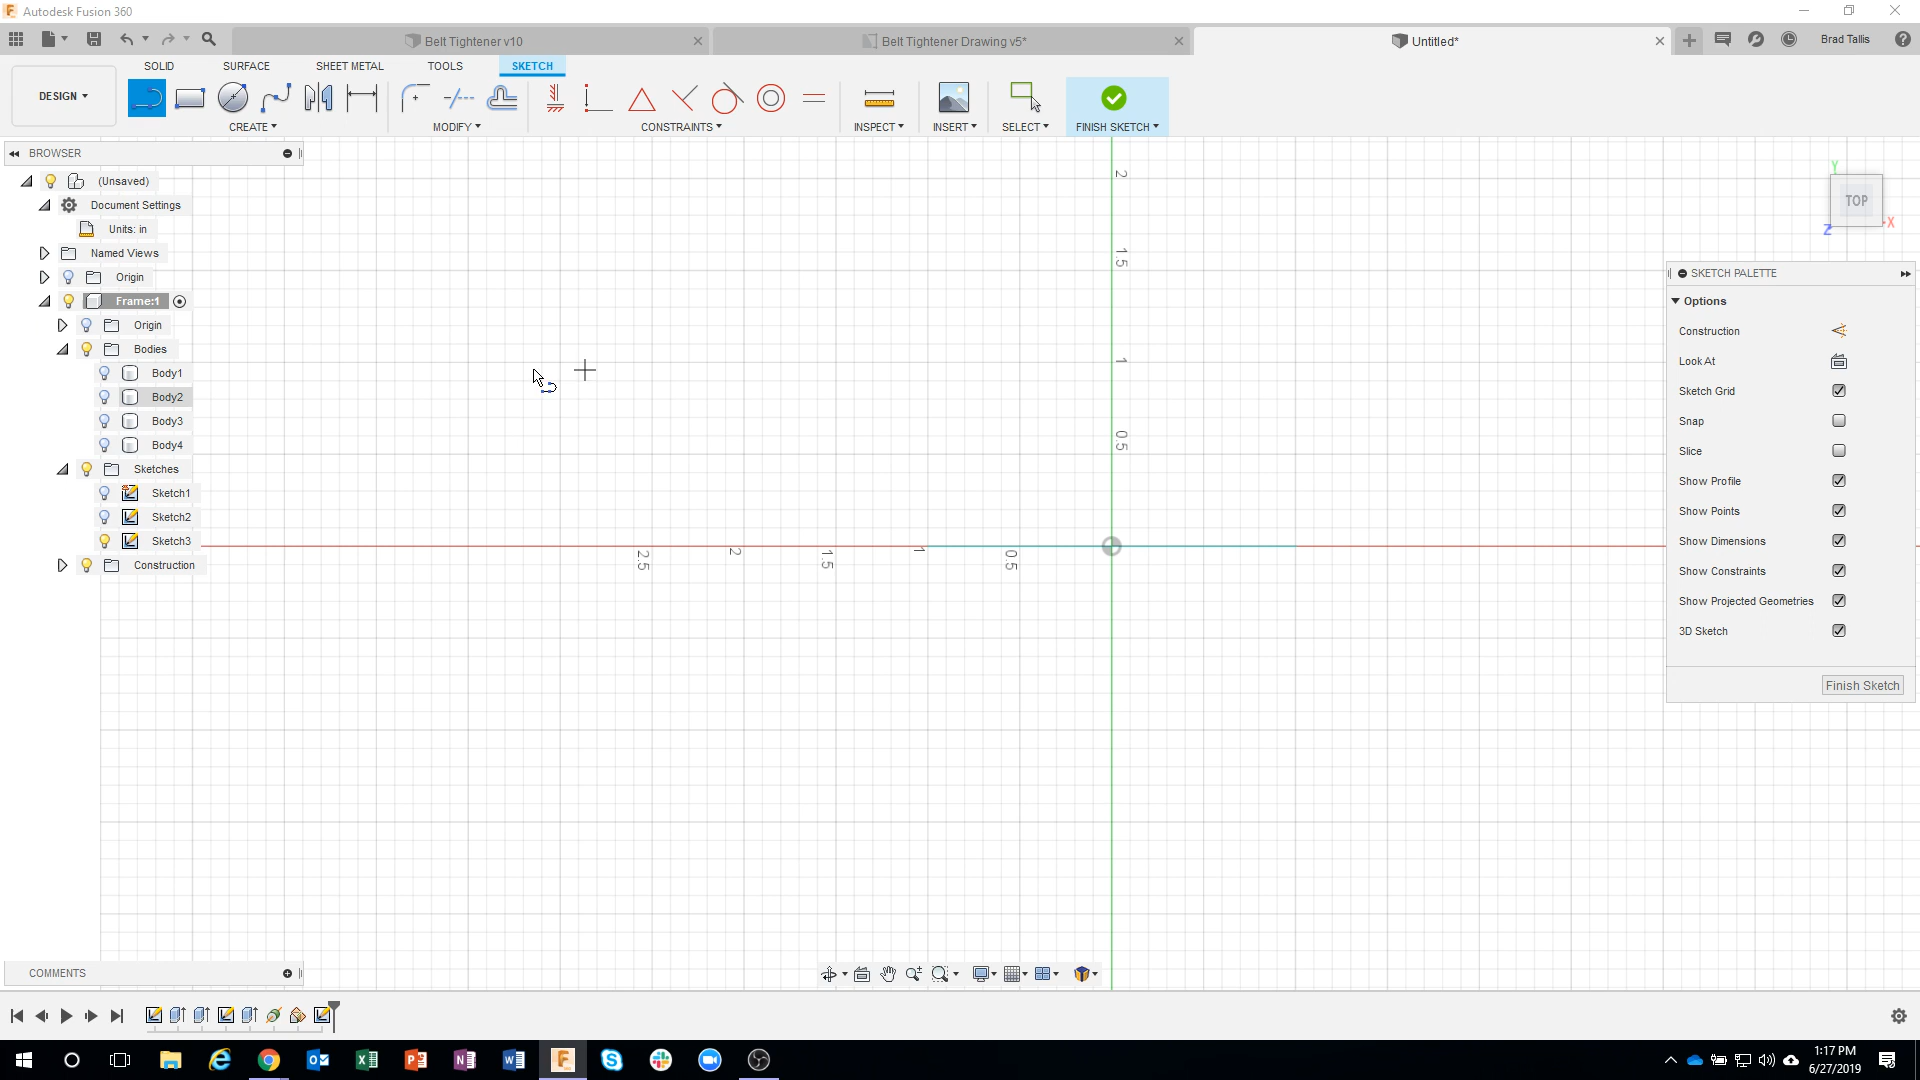 Autodesk Fusion 360
Belt Tightener v10
Belt Tightener Drawing v5*
Untitled*
Brad Tallis
SOLID
SURFACE
SHEET METAL
TOOLS
SKETCH
DESIGN
CREATE
MODIFY
CONSTRAINTS
INSPECT
INSERT
SELECT
FINISH SKETCH
BROWSER
(Unsaved)
Document Settings
Units: in
Named Views
Origin
Frame:1
Origin
Bodies
Body1
Body2
Body3
Body4
Sketches
Sketch1
Sketch2
Sketch3
Construction
2
1.5
1
0.5
2.5
2
1.5
1
0.5
Y
TOP
X
Z
SKETCH PALETTE
Options
Construction
Look At
Sketch Grid
Snap
Slice
Show Profile
Show Points
Show Dimensions
Show Constraints
Show Projected Geometries
3D Sketch
Finish Sketch
COMMENTS
1:17 PM
6/27/2019